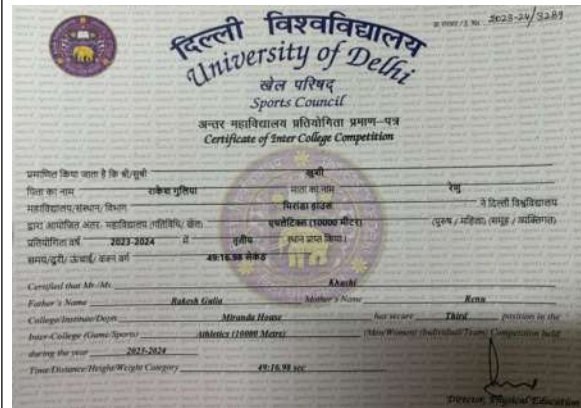 क्रमांक / S. No. 2023-24/3289
दिल्ली विश्वविद्यालय
University of Delhi
खेल परिषद्
Sports Council
अन्तर महाविद्यालय प्रतियोगिता प्रमाण-पत्र
Certificate of Inter College Competition
प्रमाणित किया जाता है कि श्री/सुश्री खुशी
पिता का नाम राकेश गुलिया माता का नाम रेणु
महाविद्यालय/संस्थान/ विभाग मिरांडा हाउस ने दिल्ली विश्वविद्यालय
द्वारा आयोजित अंतर- महाविद्यालय (गतिविधि/ खेल) एथलेटिक्स (10000 मीटर) (पुरुष / महिला) (समूह / व्यक्तिगत)
प्रतियोगिता वर्ष 2023-2024 में तृतीय स्थान प्राप्त किया।
समय/दूरी/ ऊंचाई/ वजन वर्ग 49:16.98 सेकंड
Certified that Mr./Ms. Khushi
Father's Name Rakesh Gulia Mother's Name Renu
College/Institute/Deptt. Miranda House has secure Third position in the
Inter-College (Game/Sports) Athletics (10000 Metre) (Men/Women) (Individual/Team) Competition held
during the year 2023-2024
Time/Distance/Height/Weight Category 49:16.98 sec
Director, Physical Education